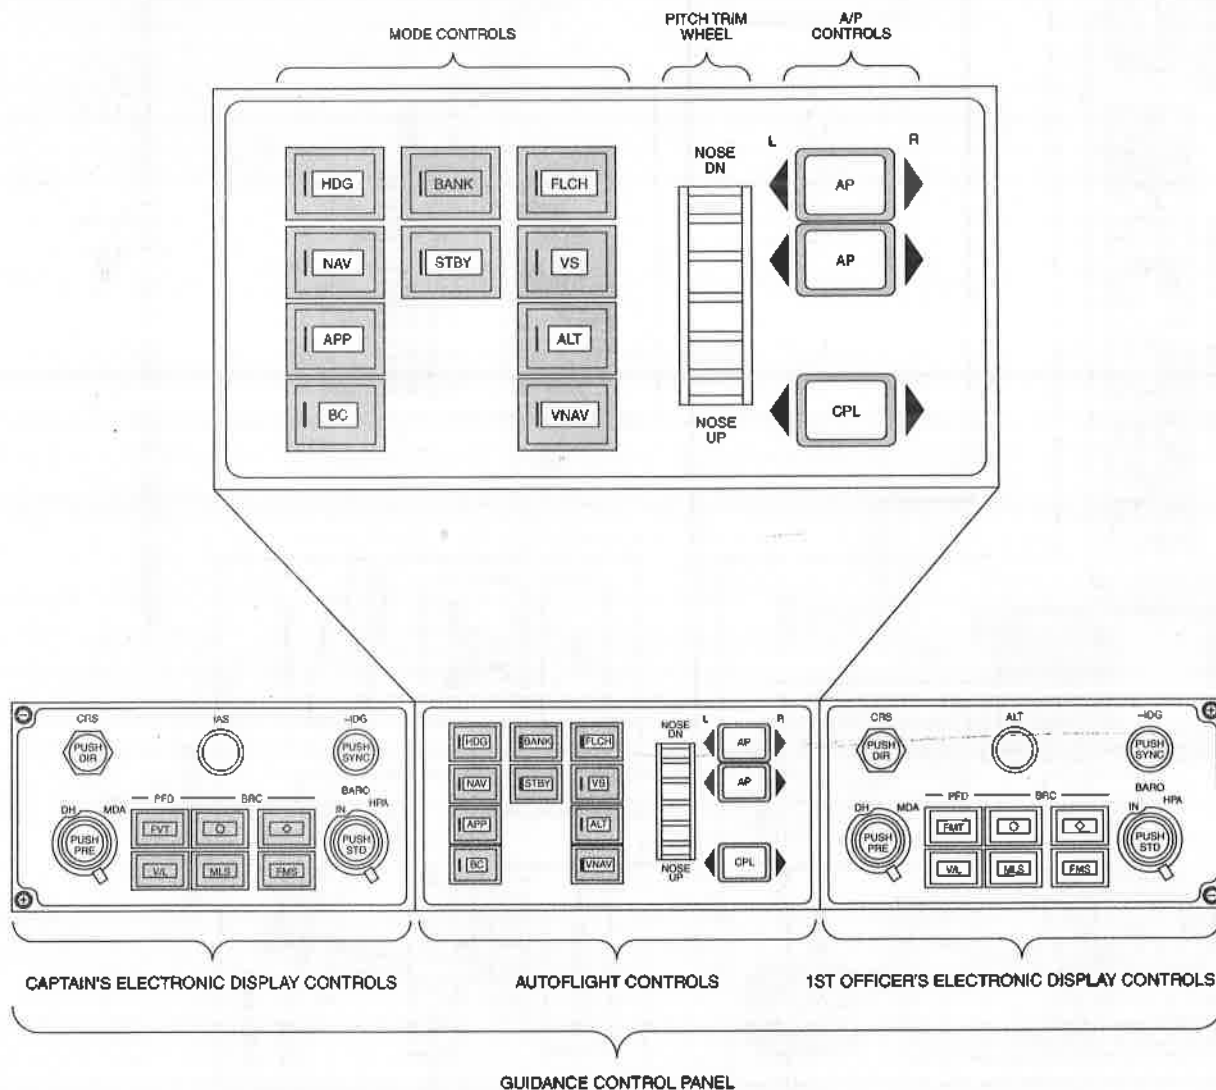 MODE CONTROLS
PITCH TRIM
WHEEL
A/P
CONTROLS
L
R
HDG
BANK
FLCH
NOSE
DN
AP
NAV
STBY
VS
AP
APP
ALT
BC
VNAV
NOSE
UP
CPL
CRS
IAS
HDG
PUSH
DIR
PUSH
SYNC
BARO
DH
MDA
PFD
BRC
IN
HPA
PUSH
PRE
PUSH
STD
V/L
MLS
FMS
HDG
BANK
FLCH
NOSE
DN
L
R
AP
NAV
STBY
VS
AP
APP
ALT
BC
VNAV
NOSE
UP
CPL
CRS
ALT
HDG
PUSH
DIR
PUSH
SYNC
BARO
DH
MDA
PFD
BRC
IN
HPA
PUSH
PRE
FMT
PUSH
STD
V/L
MLS
FMS
CAPTAIN'S ELECTRONIC DISPLAY CONTROLS
AUTOFLIGHT CONTROLS
1ST OFFICER'S ELECTRONIC DISPLAY CONTROLS
GUIDANCE CONTROL PANEL